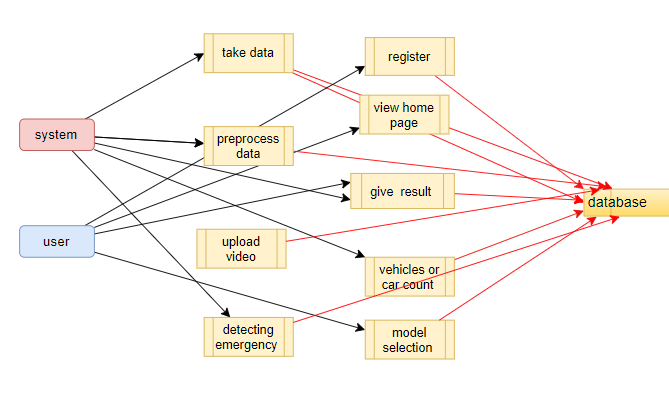 take data
register
view home
page
system
preprocess
data
give result
database
user
upload
video
vehicles or
car count
detecting
emergency
model
selection